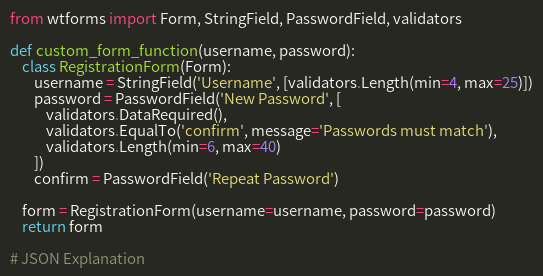 from wtforms import Form, StringField, PasswordField, validators
def custom_form_function(username, password):
class RegistrationForm(Form):
username = StringField('Username', [validators.Length(min=4, max=25)])
password = PasswordField('New Password', [
validators.DataRequired(),
validators.EqualTo('confirm', message='Passwords must match'),
validators.Length(min=6, max=40)
])
confirm = PasswordField('Repeat Password')
form = RegistrationForm(username=username, password=password)
return form
# JSON Explanation